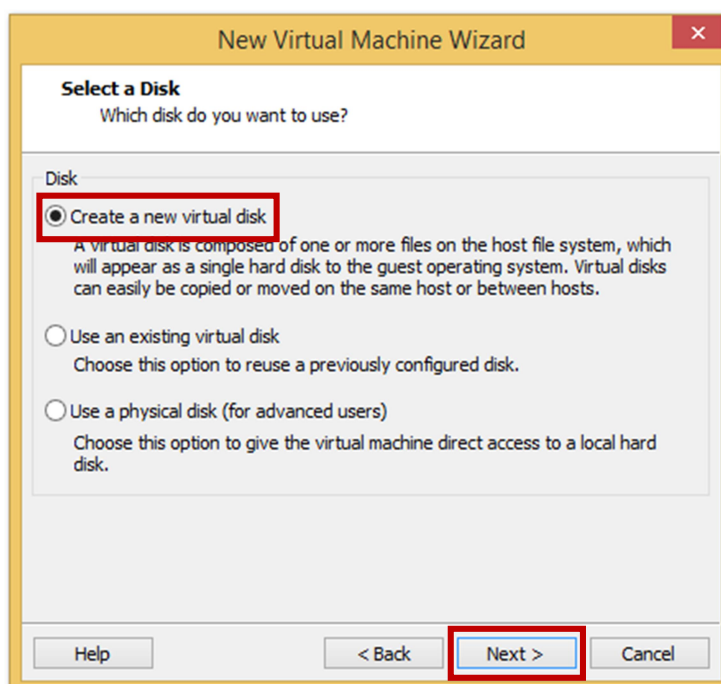 New Virtual Machine Wizard
Select a Disk
Which disk do you want to use?
Disk
Create a new virtual disk
A virtual disk is composed of one or more files on the host file system, which
will appear as a single hard disk to the guest operating system. Virtual disks
can easily be copied or moved on the same host or between hosts.
Use an existing virtual disk
Choose this option to reuse a previously configured disk.
Use a physical disk (for advanced users)
Choose this option to give the virtual machine direct access to a local hard
disk.
Help
< Back
Next >
Cancel